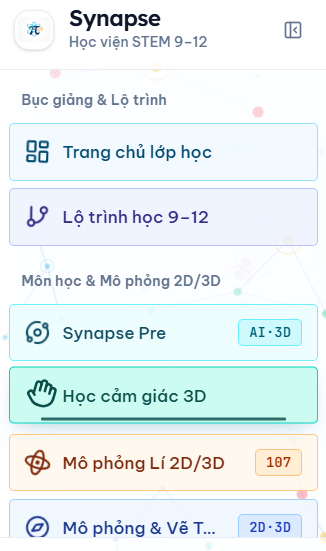 π
Synapse
Học viện STEM 9–12
Bục giảng & Lộ trình
Trang chủ lớp học
Lộ trình học 9–12
Môn học & Mô phỏng 2D/3D
Synapse Pre AI·3D
Học cảm giác 3D
Mô phỏng Lí 2D/3D 107
Mô phỏng & Vẽ T... 2D·3D